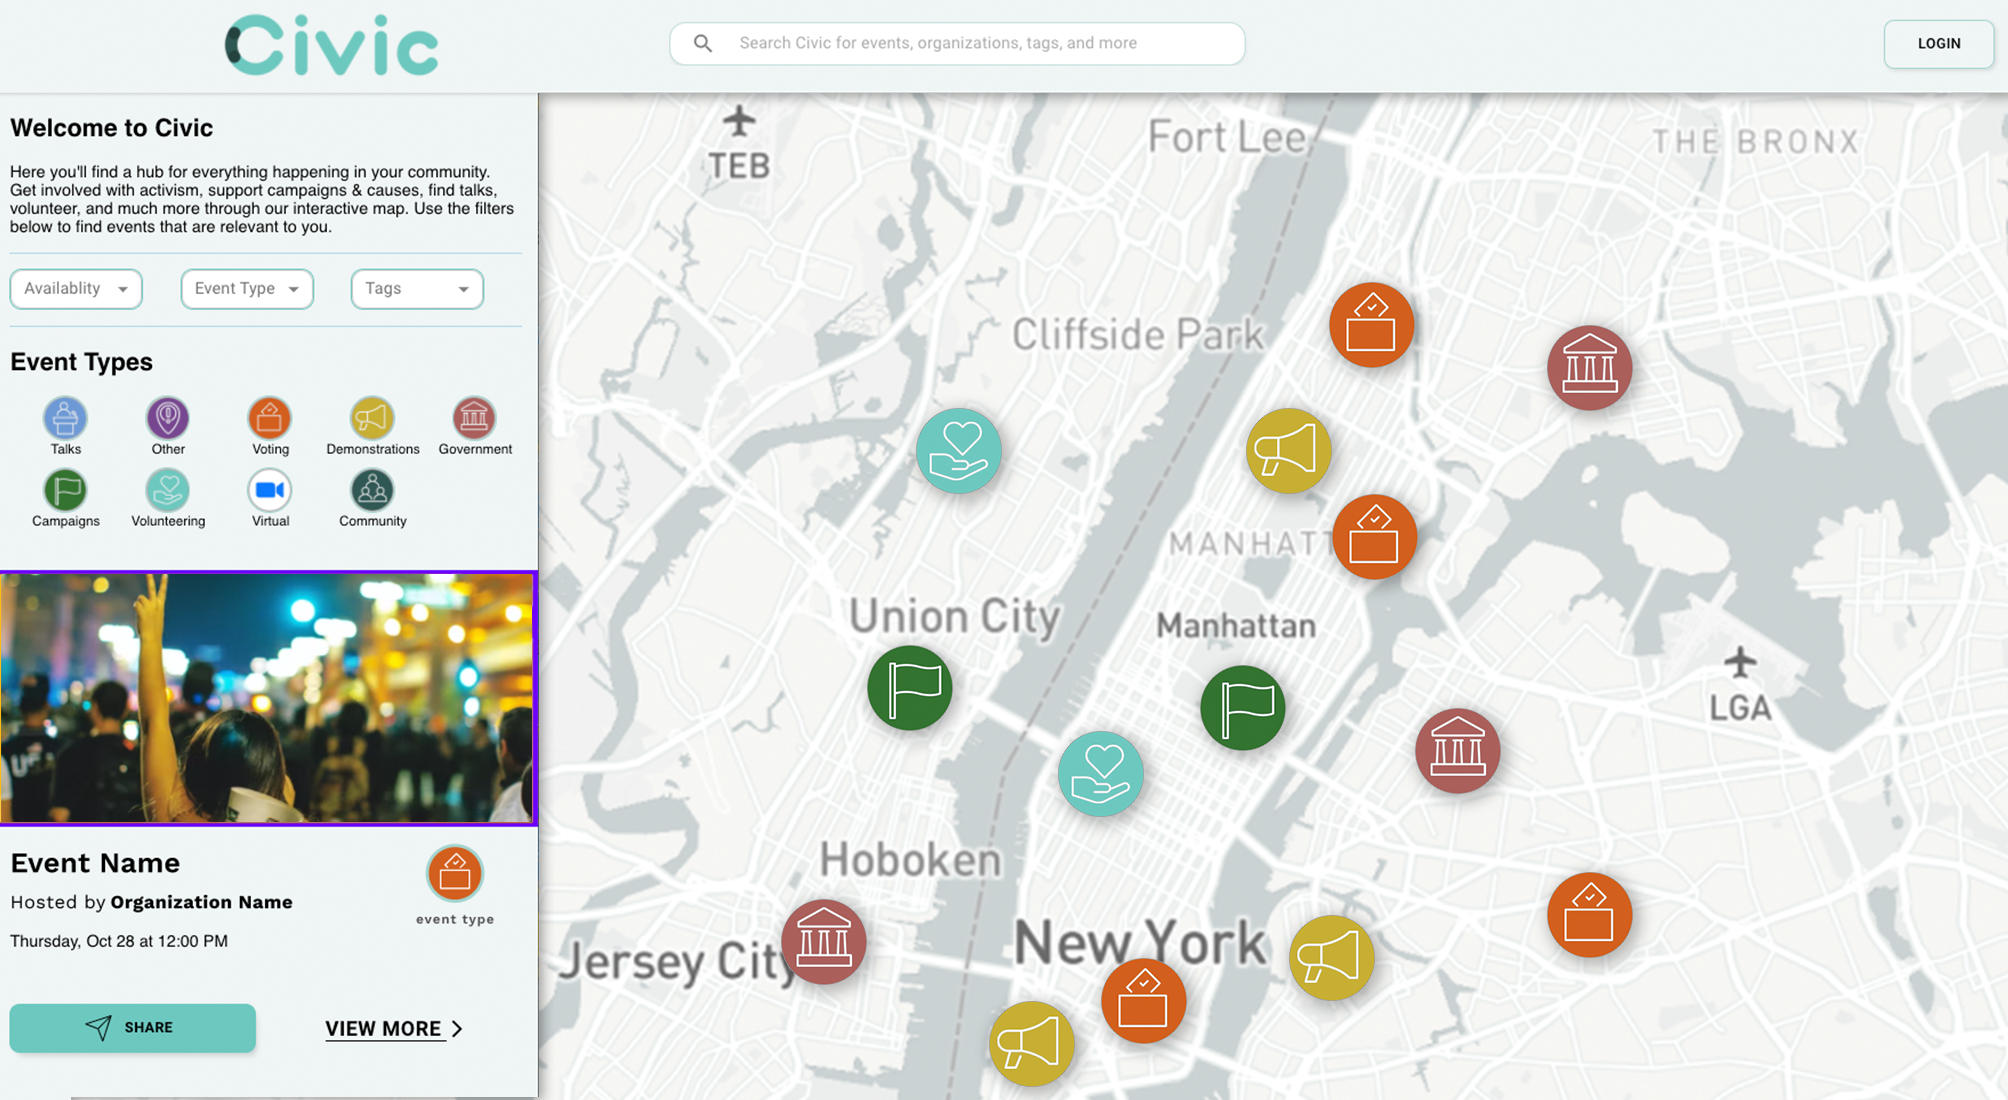 Civic
Search Civic for events, organizations, tags, and more
LOGIN
Welcome to Civic
Here you'll find a hub for everything happening in your community.
Get involved with activism, support campaigns & causes, find talks,
volunteer, and much more through our interactive map. Use the filters
below to find events that are relevant to you.
Availablity
Event Type
Tags
Event Types
Talks
Other
Voting
Demonstrations
Government
Campaigns
Volunteering
Virtual
Community
Event Name
Hosted by Organization Name
Thursday, Oct 28 at 12:00 PM
event type
SHARE
VIEW MORE
TEB
Fort Lee
THE BRONX
Cliffside Park
MANHATT
Union City
Manhattan
LGA
Hoboken
New York
Jersey City